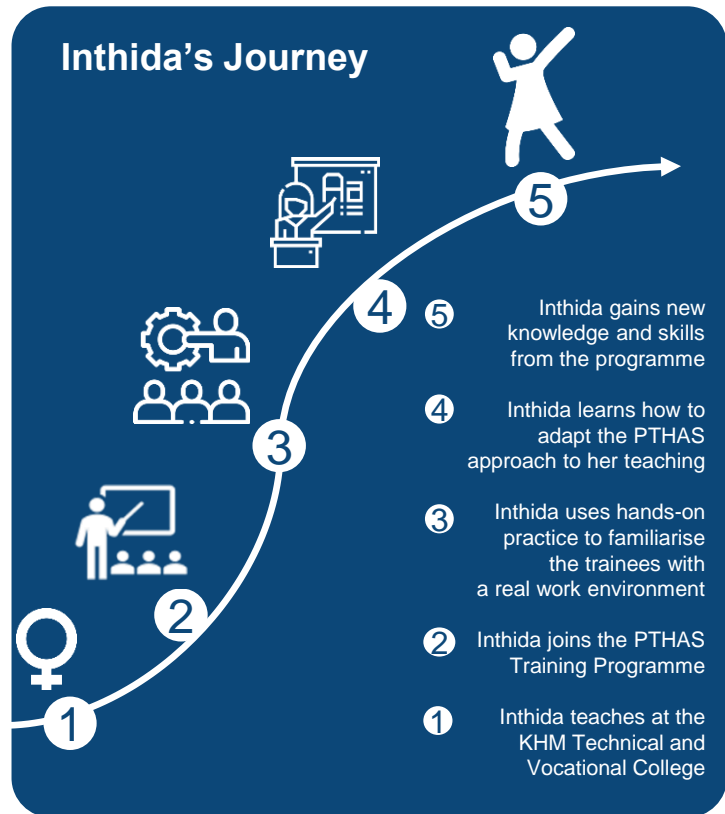 Inthida's Journey
5
4
3
2
1
5 Inthida gains new
knowledge and skills
from the programme
4 Inthida learns how to
adapt the PTHAS
approach to her teaching
3 Inthida uses hands-on
practice to familiarise
the trainees with
a real work environment
2 Inthida joins the PTHAS
Training Programme
1 Inthida teaches at the
KHM Technical and
Vocational College